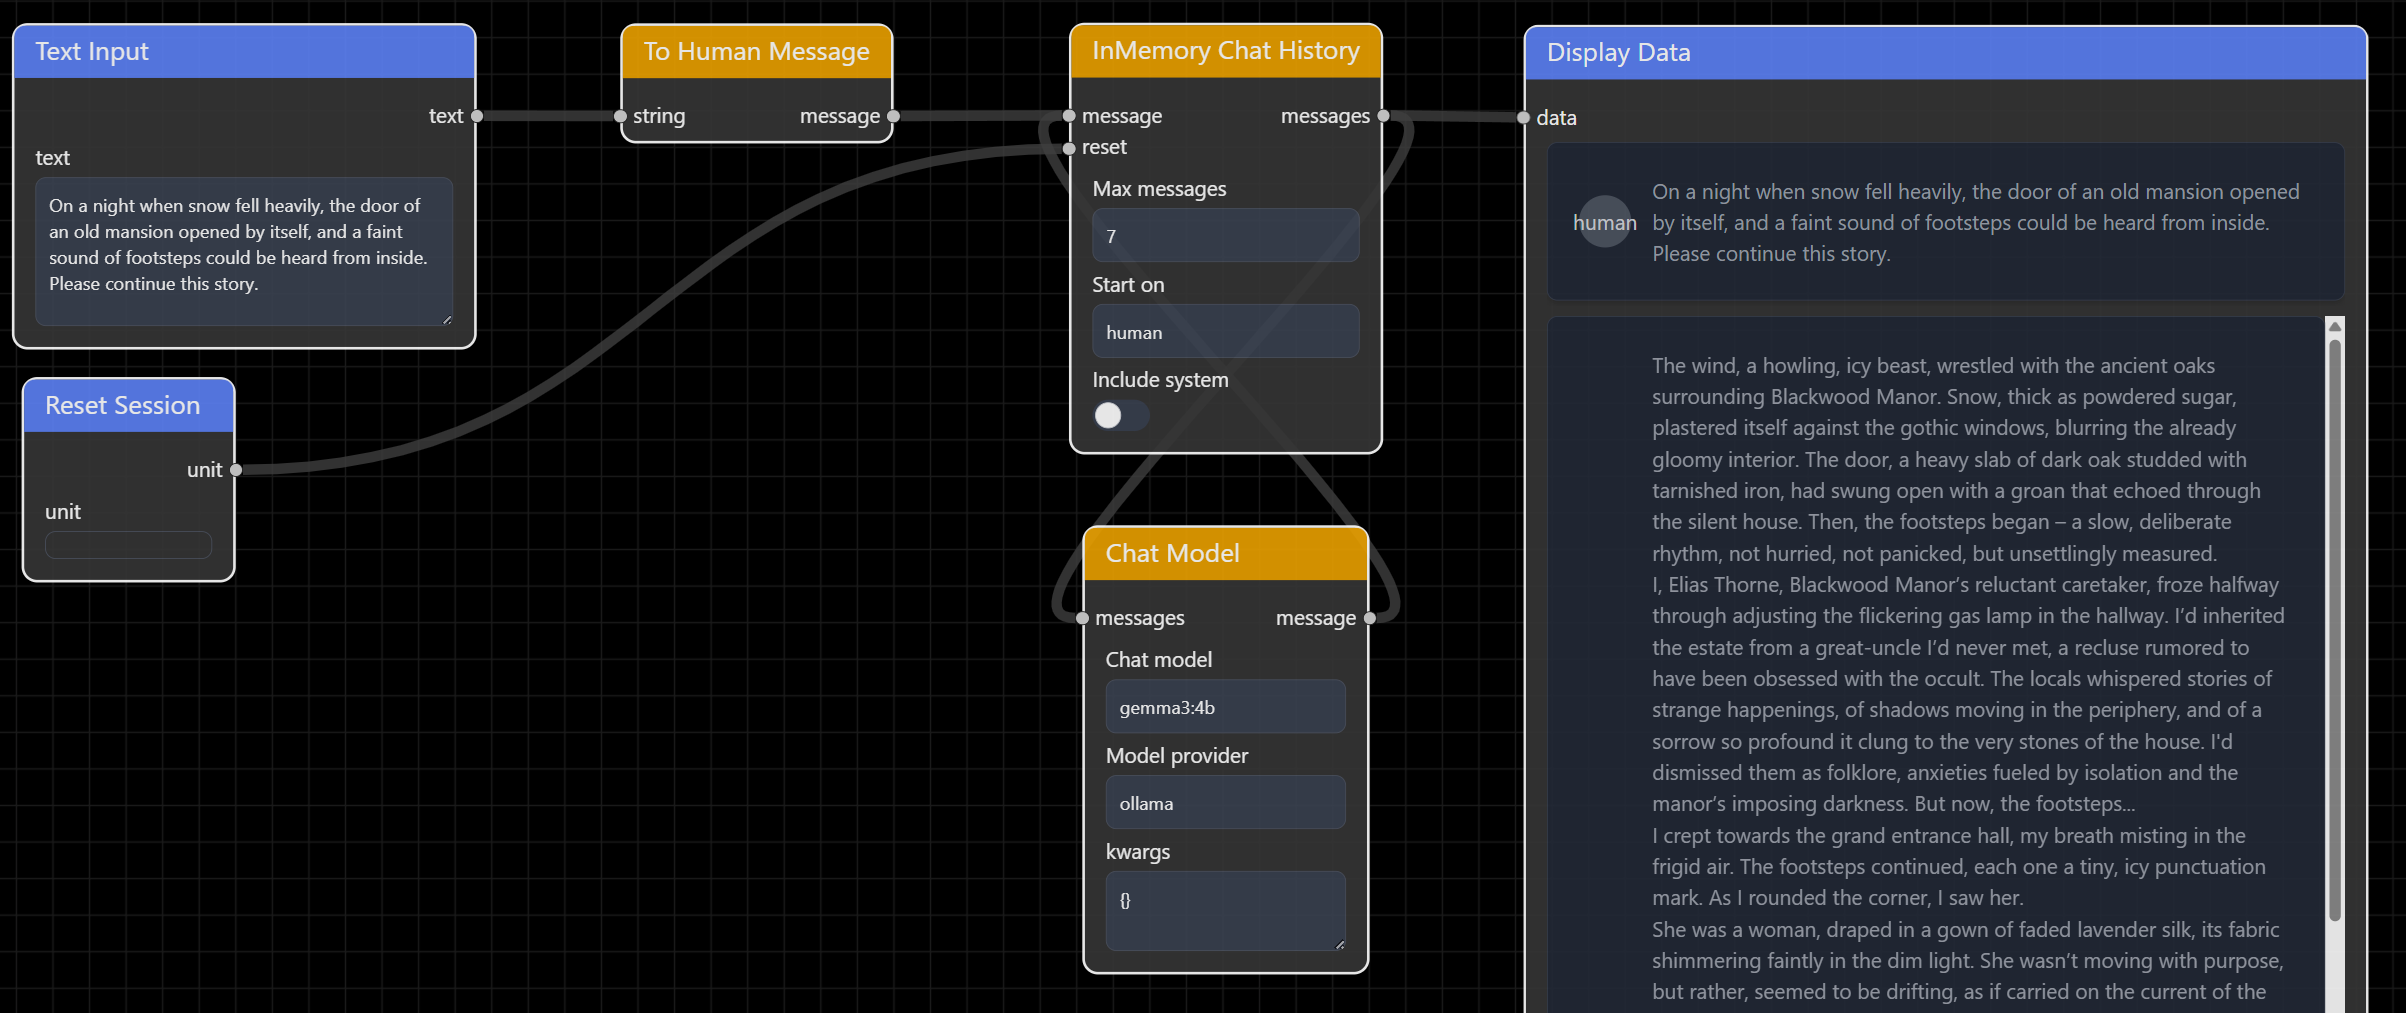 Text Input
text
text
On a night when snow fell heavily, the door of
an old mansion opened by itself, and a faint
sound of footsteps could be heard from inside.
Please continue this story.
Reset Session
unit
unit
To Human Message
string
message
InMemory Chat History
message
messages
reset
Max messages
7
Start on
human
Include system
Chat Model
messages
message
Chat model
gemma3:4b
Model provider
ollama
kwargs
{}
Display Data
data
human
On a night when snow fell heavily, the door of an old mansion opened
by itself, and a faint sound of footsteps could be heard from inside.
Please continue this story.
The wind, a howling, icy beast, wrestled with the ancient oaks
surrounding Blackwood Manor. Snow, thick as powdered sugar,
plastered itself against the gothic windows, blurring the already
gloomy interior. The door, a heavy slab of dark oak studded with
tarnished iron, had swung open with a groan that echoed through
the silent house. Then, the footsteps began – a slow, deliberate
rhythm, not hurried, not panicked, but unsettlingly measured.
I, Elias Thorne, Blackwood Manor’s reluctant caretaker, froze halfway
through adjusting the flickering gas lamp in the hallway. I’d inherited
the estate from a great-uncle I’d never met, a recluse rumored to
have been obsessed with the occult. The locals whispered stories of
strange happenings, of shadows moving in the periphery, and of a
sorrow so profound it clung to the very stones of the house. I'd
dismissed them as folklore, anxieties fueled by isolation and the
manor’s imposing darkness. But now, the footsteps…
I crept towards the grand entrance hall, my breath misting in the
frigid air. The footsteps continued, each one a tiny, icy punctuation
mark. As I rounded the corner, I saw her.
She was a woman, draped in a gown of faded lavender silk, its fabric
shimmering faintly in the dim light. She wasn’t moving with purpose,
but rather, seemed to be drifting, as if carried on the current of the